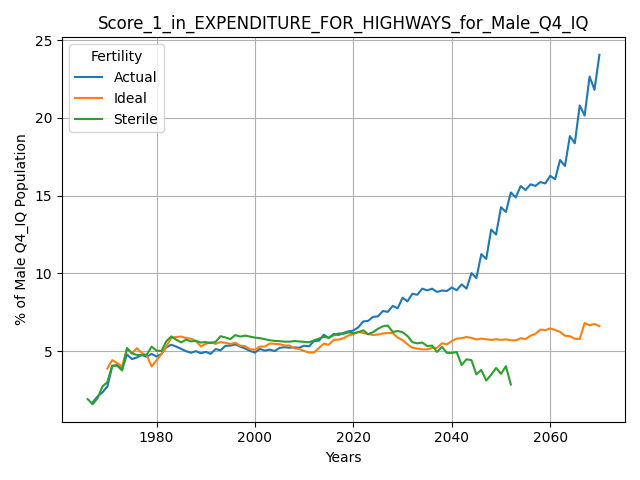 Score_1_in_EXPENDITURE_FOR_HIGHWAYS_for_Male_Q4_IQ
Fertility
Actual
Ideal
Sterile
% of Male Q4_IQ Population
25
20
15
10
5
1980 2000 2020 2040 2060
Years